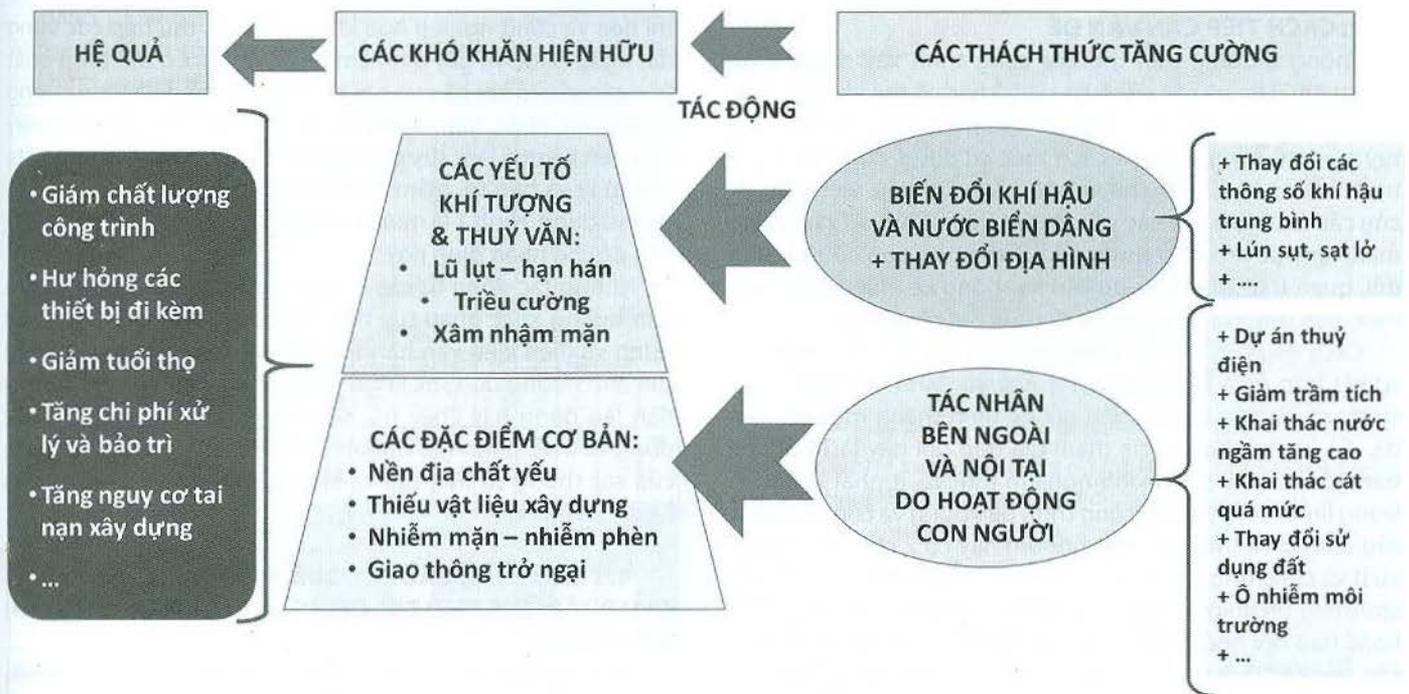 HỆ QUẢ
CÁC KHÓ KHĂN HIỆN HỮU
CÁC THÁCH THỨC TĂNG CƯỜNG
TÁC ĐỘNG
• Giảm chất lượng
công trình
• Hư hỏng các
thiết bị đi kèm
• Giảm tuổi thọ
• Tăng chi phí xử
lý và bảo trì
• Tăng nguy cơ tai
nạn xây dựng
• ...
CÁC YẾU TỐ
KHÍ TƯỢNG
& THUỶ VĂN:
• Lũ lụt – hạn hán
• Triều cường
• Xâm nhậm mặn
CÁC ĐẶC ĐIỂM CƠ BẢN:
• Nền địa chất yếu
• Thiếu vật liệu xây dựng
• Nhiễm mặn – nhiễm phèn
• Giao thông trở ngại
BIẾN ĐỔI KHÍ HẬU
VÀ NƯỚC BIỂN DÂNG
+ THAY ĐỔI ĐỊA HÌNH
TÁC NHÂN
BÊN NGOÀI
VÀ NỘI TẠI
DO HOẠT ĐỘNG
CON NGƯỜI
+ Thay đổi các
thông số khí hậu
trung bình
+ Lún sụt, sạt lở
+ ....
+ Dự án thuỷ
điện
+ Giảm trầm tích
+ Khai thác nước
ngầm tăng cao
+ Khai thác cát
quá mức
+ Thay đổi sử
dụng đất
+ Ô nhiễm môi
trường
+ ...